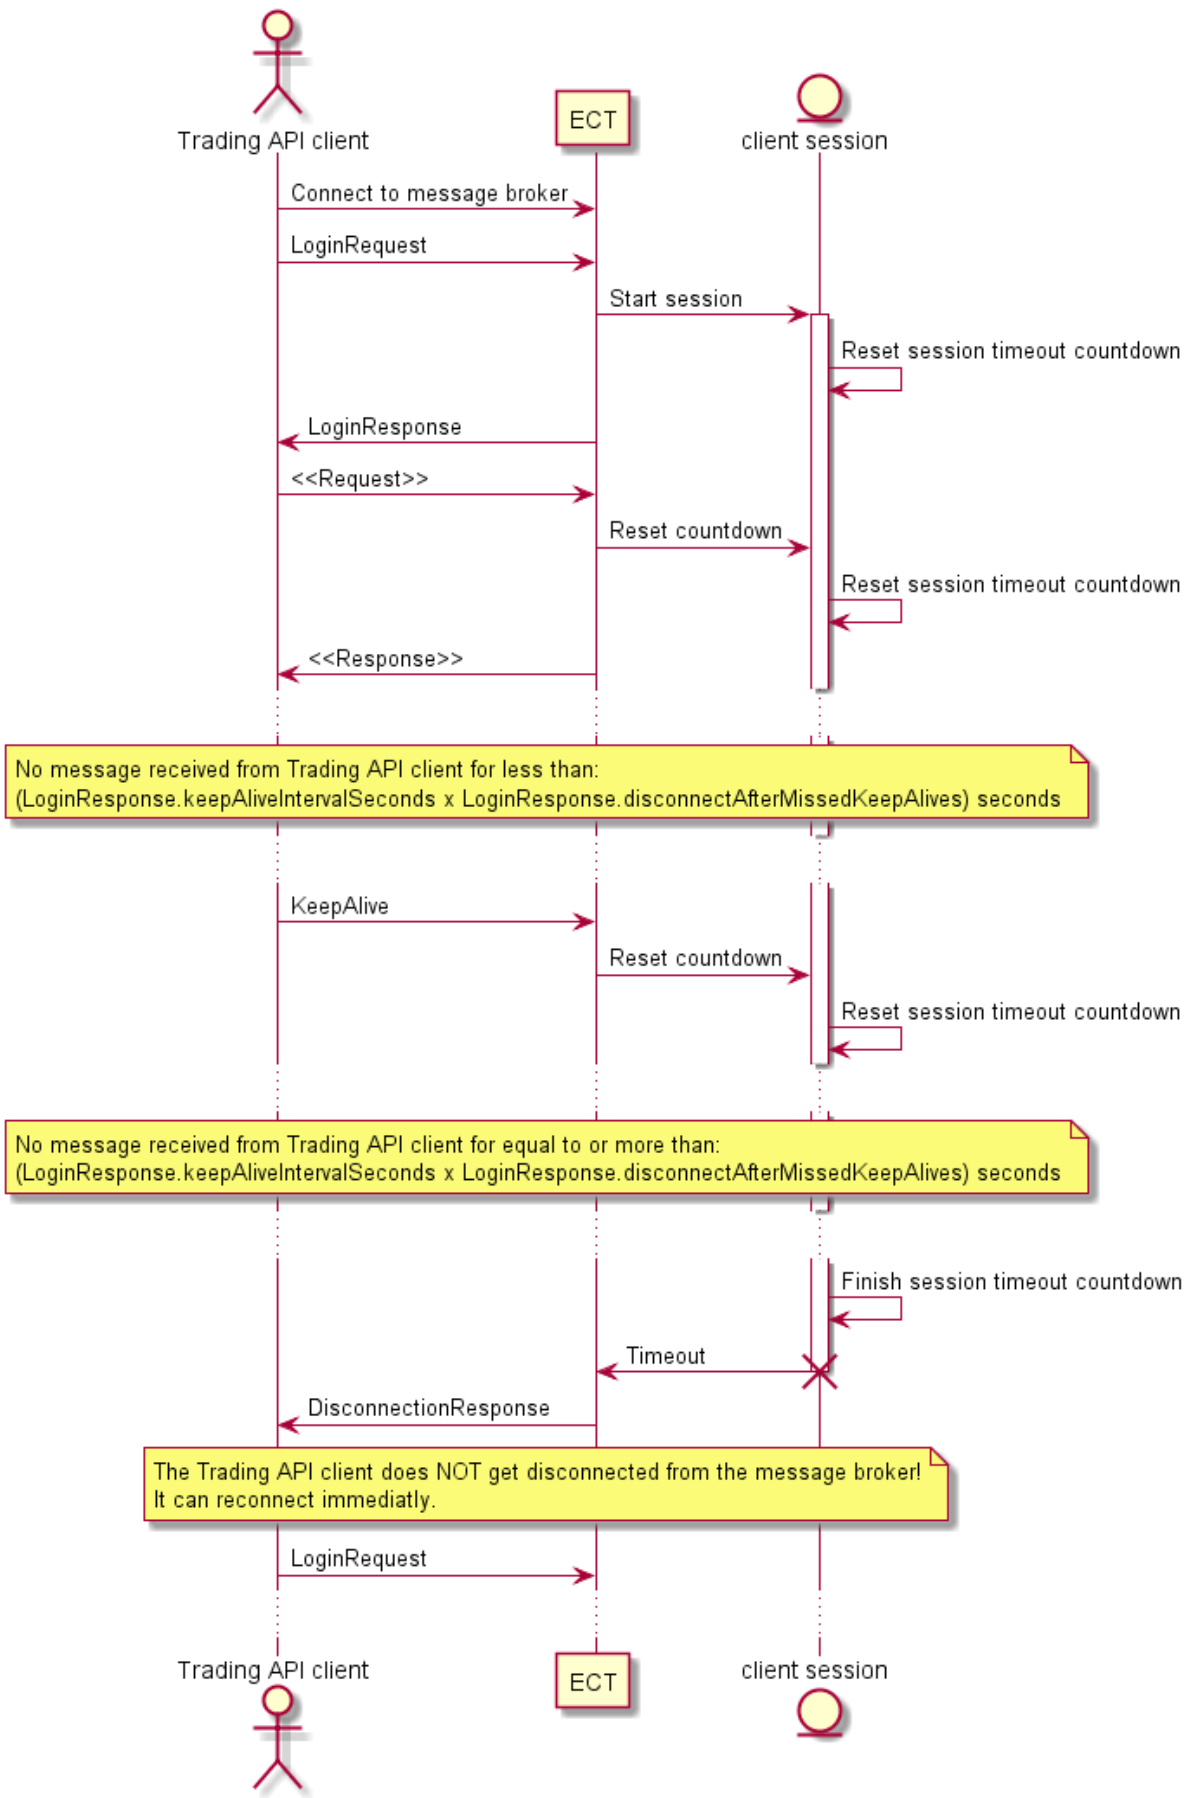 Trading API client
ECT
client session
Connect to message broker
LoginRequest
Start session
Reset session timeout countdown
LoginResponse
<<Request>>
Reset countdown
Reset session timeout countdown
<<Response>>
No message received from Trading API client for less than:
(LoginResponse.keepAliveIntervalSeconds x LoginResponse.disconnectAfterMissedKeepAlives) seconds
KeepAlive
Reset countdown
Reset session timeout countdown
No message received from Trading API client for equal to or more than:
(LoginResponse.keepAliveIntervalSeconds x LoginResponse.disconnectAfterMissedKeepAlives) seconds
Finish session timeout countdown
Timeout
DisconnectionResponse
The Trading API client does NOT get disconnected from the message broker!
It can reconnect immediatly.
LoginRequest
Trading API client
ECT
client session